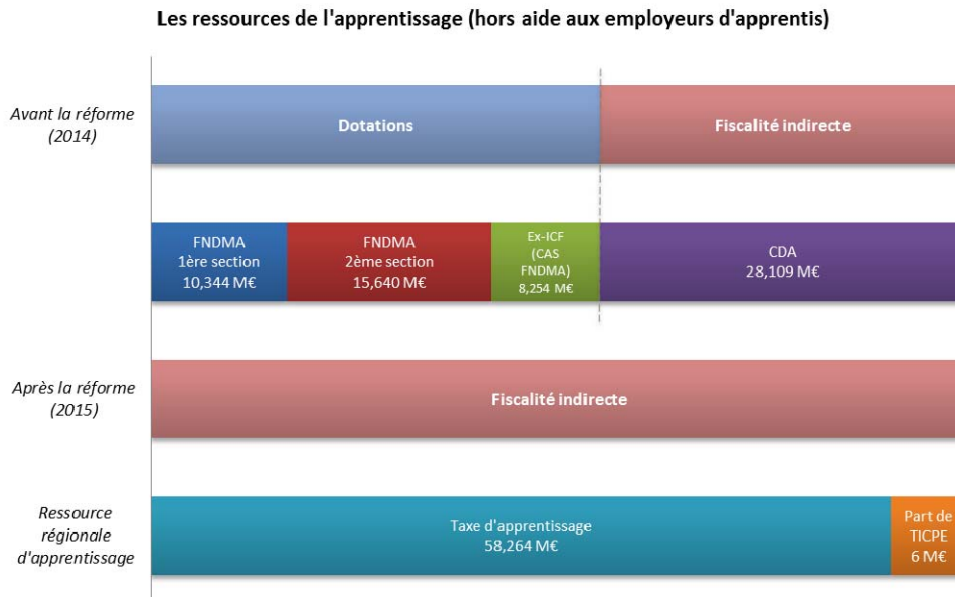 Les ressources de l'apprentissage (hors aide aux employeurs d'apprentis)
Avant la réforme
(2014)
Dotations
Fiscalité indirecte
FNDMA
1ère section
10,344 M€
FNDMA
2ème section
15,640 M€
Ex-ICF
(CAS
FNDMA)
8,254 M€
CDA
28,109 M€
Après la réforme
(2015)
Fiscalité indirecte
Ressource
régionale
d'apprentissage
Taxe d'apprentissage
58,264 M€
Part de
TICPE
6 M€